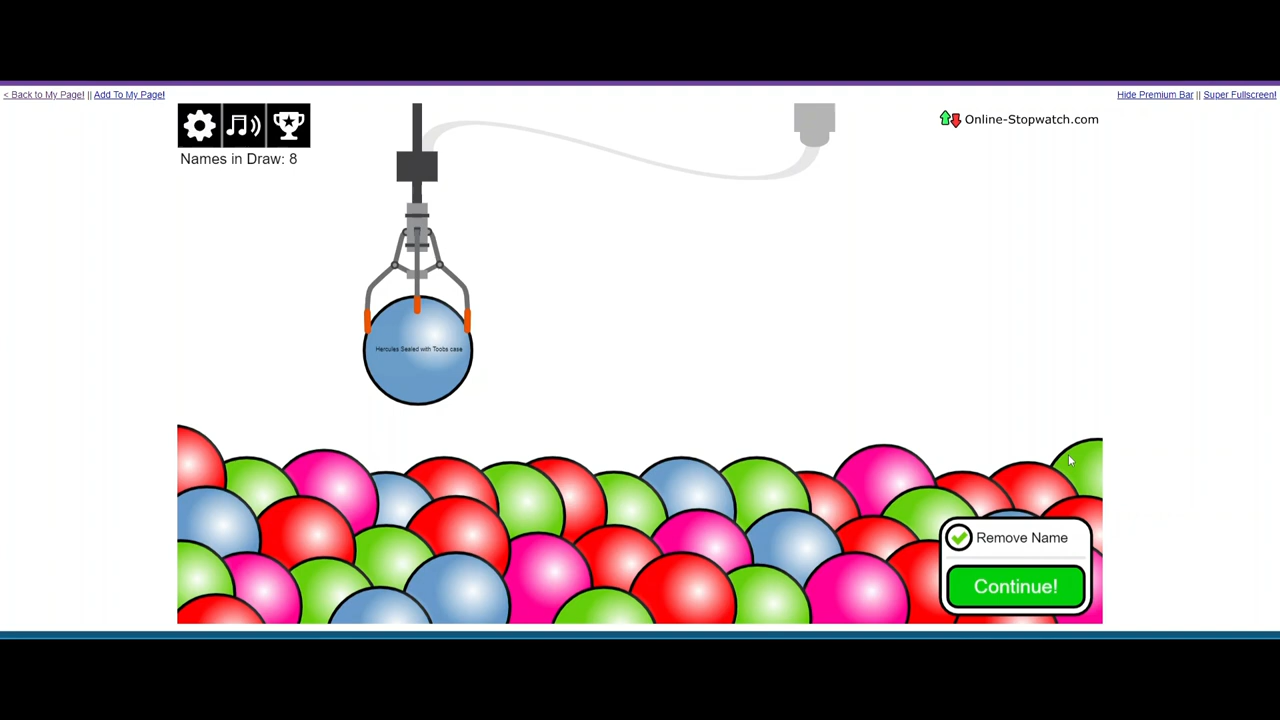 < Back to My Page! || Add To My Page!
Hide Premium Bar || Super Fullscreen!
Online-Stopwatch.com
Names in Draw: 8
Hercules Sealed with Toobs case
Remove Name
Continue!